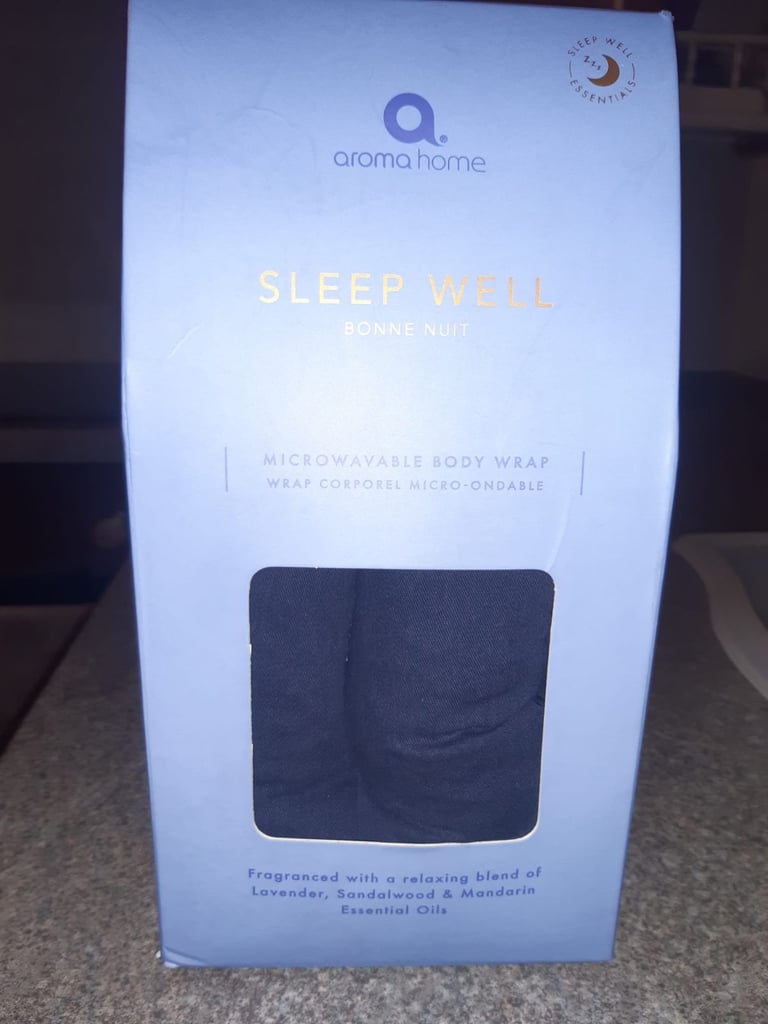 SLEEP WELL
zzz
ESSENTIALS
a®
aroma home
SLEEP WELL
BONNE NUIT
MICROWAVABLE BODY WRAP
WRAP CORPOREL MICRO-ONDABLE
Fragranced with a relaxing blend of
Lavender, Sandalwood & Mandarin
Essential Oils